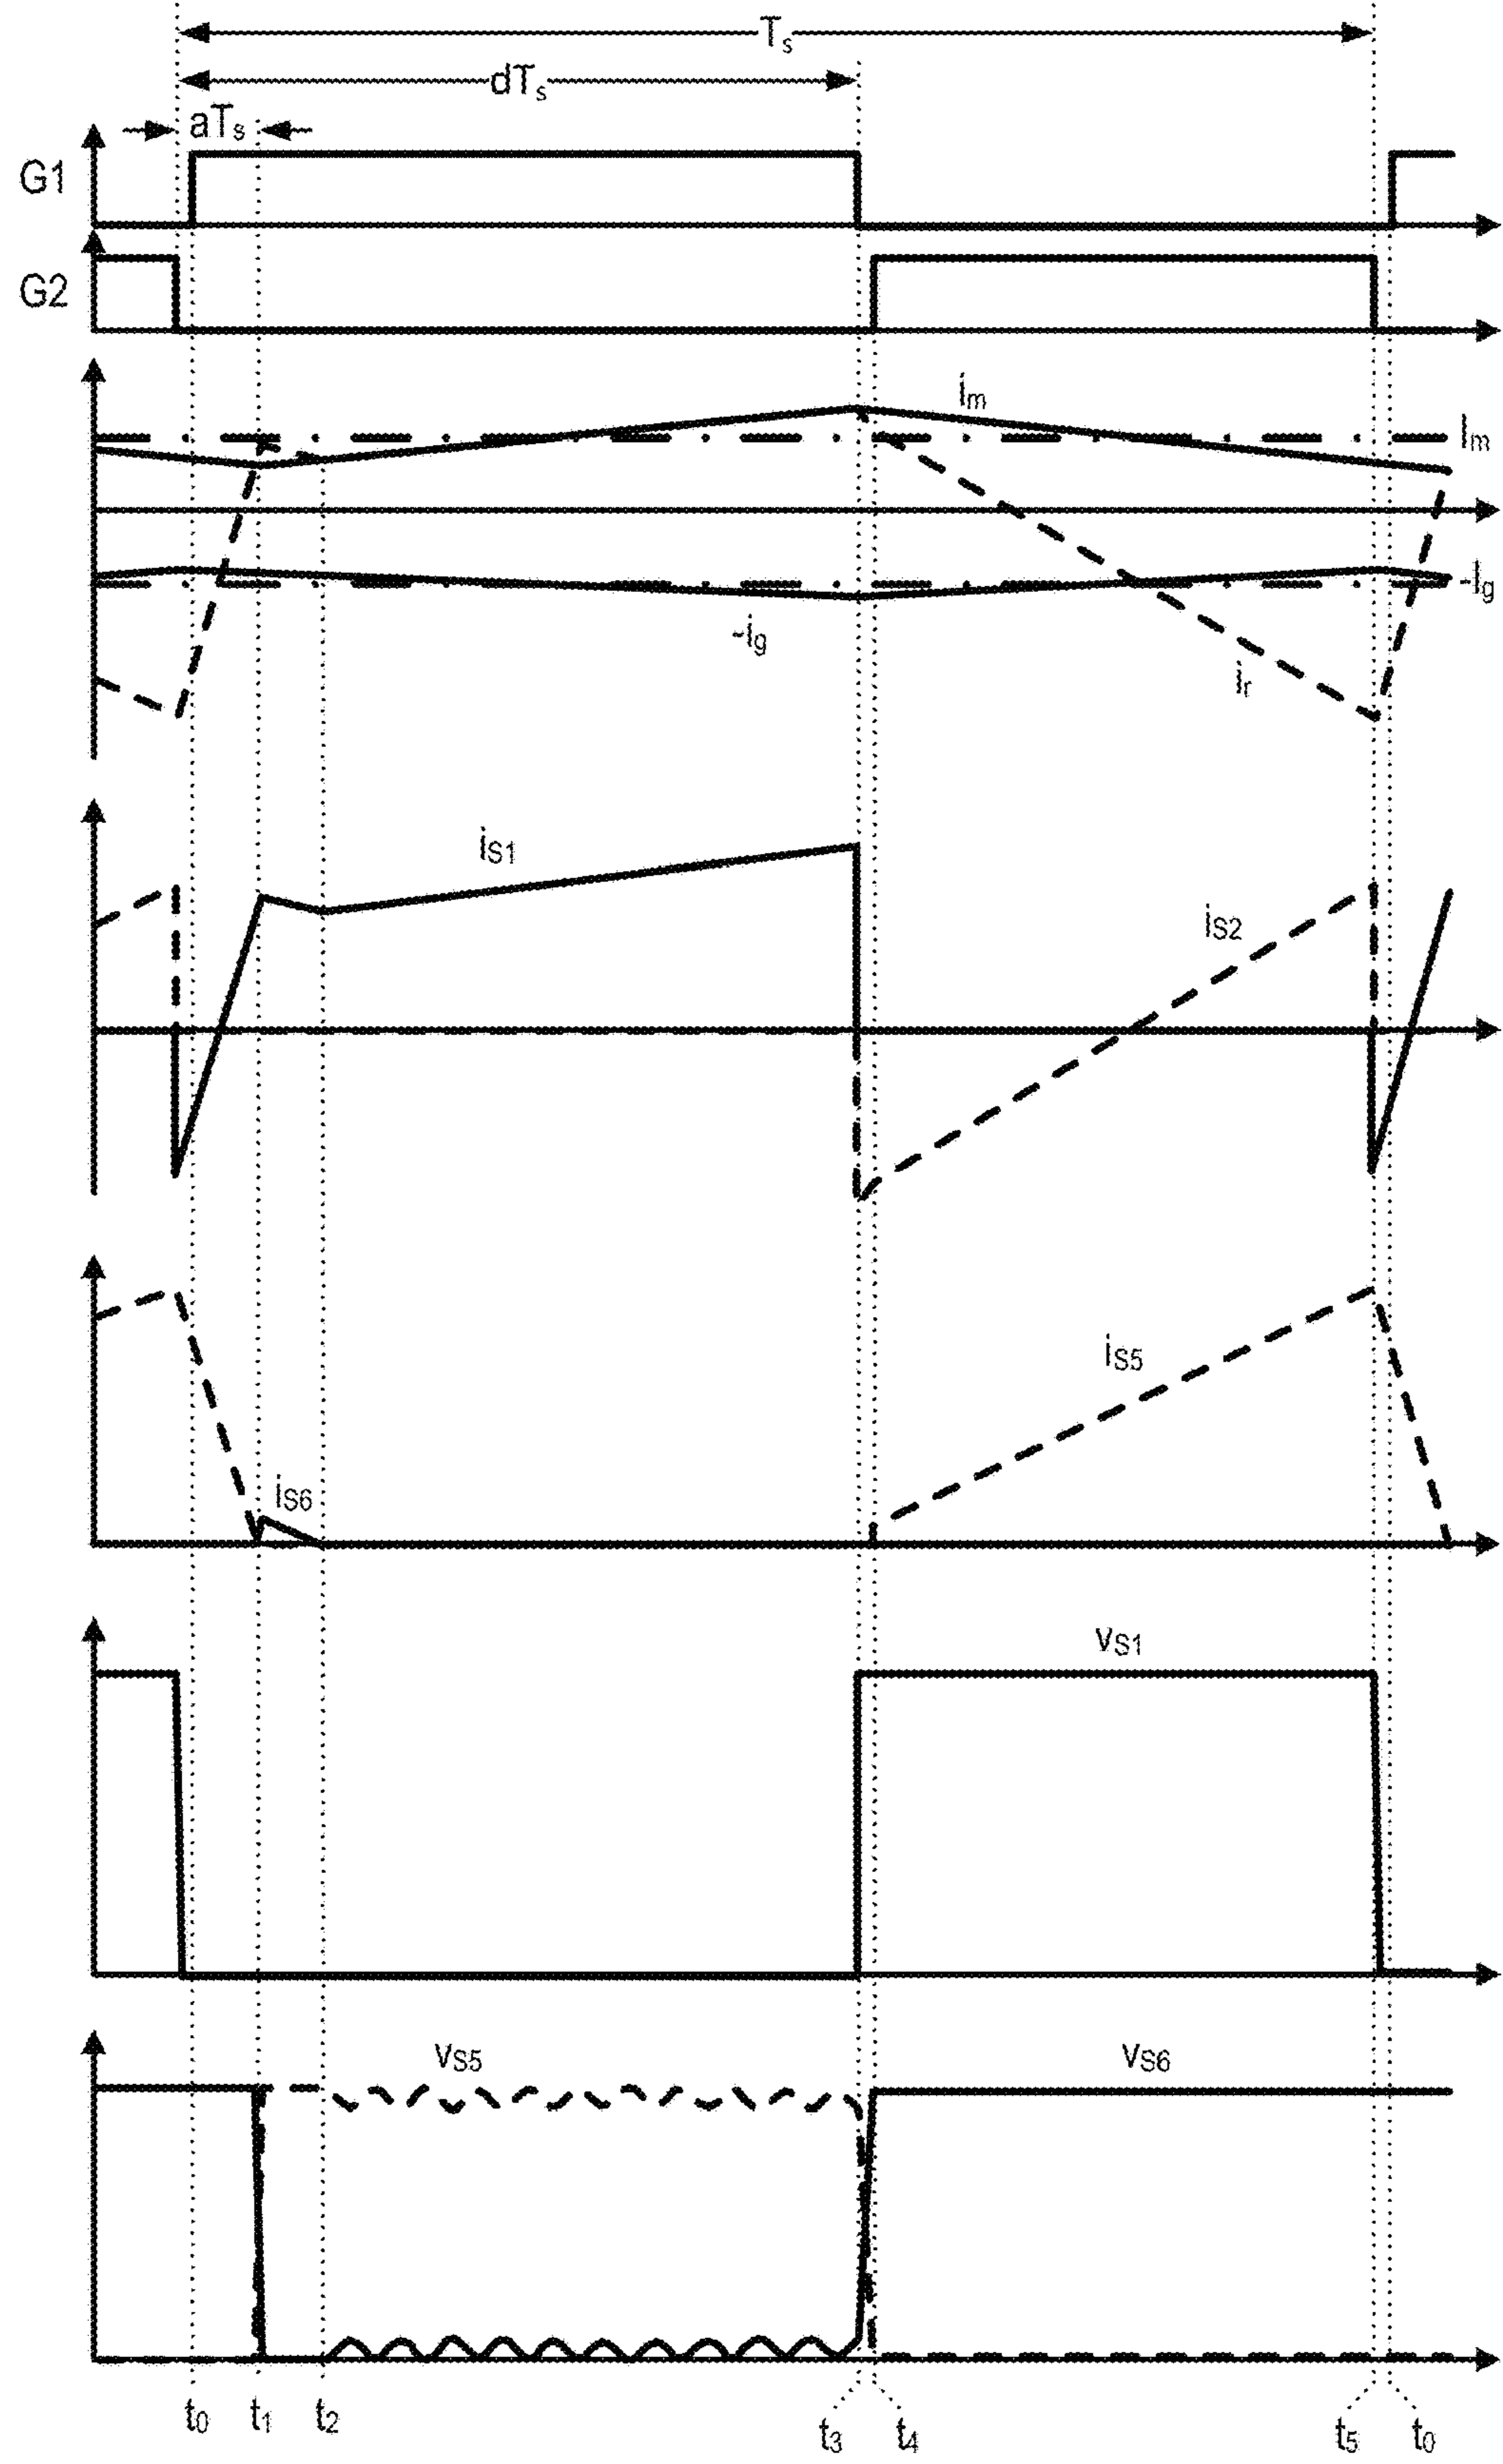 Ts
dTs
aTs
G1
G2
im
Im
-Ig
-ig
ir
iS1
iS2
iS5
iS6
vS1
vS5
vS6
t0 t1 t2 t3 t4 t5 t0